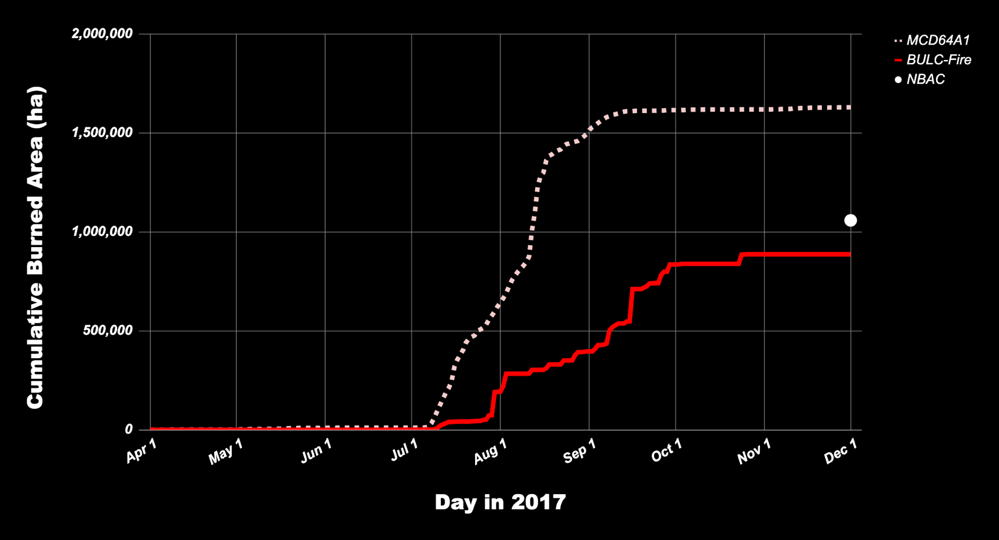 2,000,000
1,500,000
1,000,000
500,000
0
Cumulative Burned Area (ha)
Apr 1
May 1
Jun 1
Jul 1
Aug 1
Sep 1
Oct 1
Nov 1
Dec 1
Day in 2017
MCD64A1
BULC-Fire
NBAC